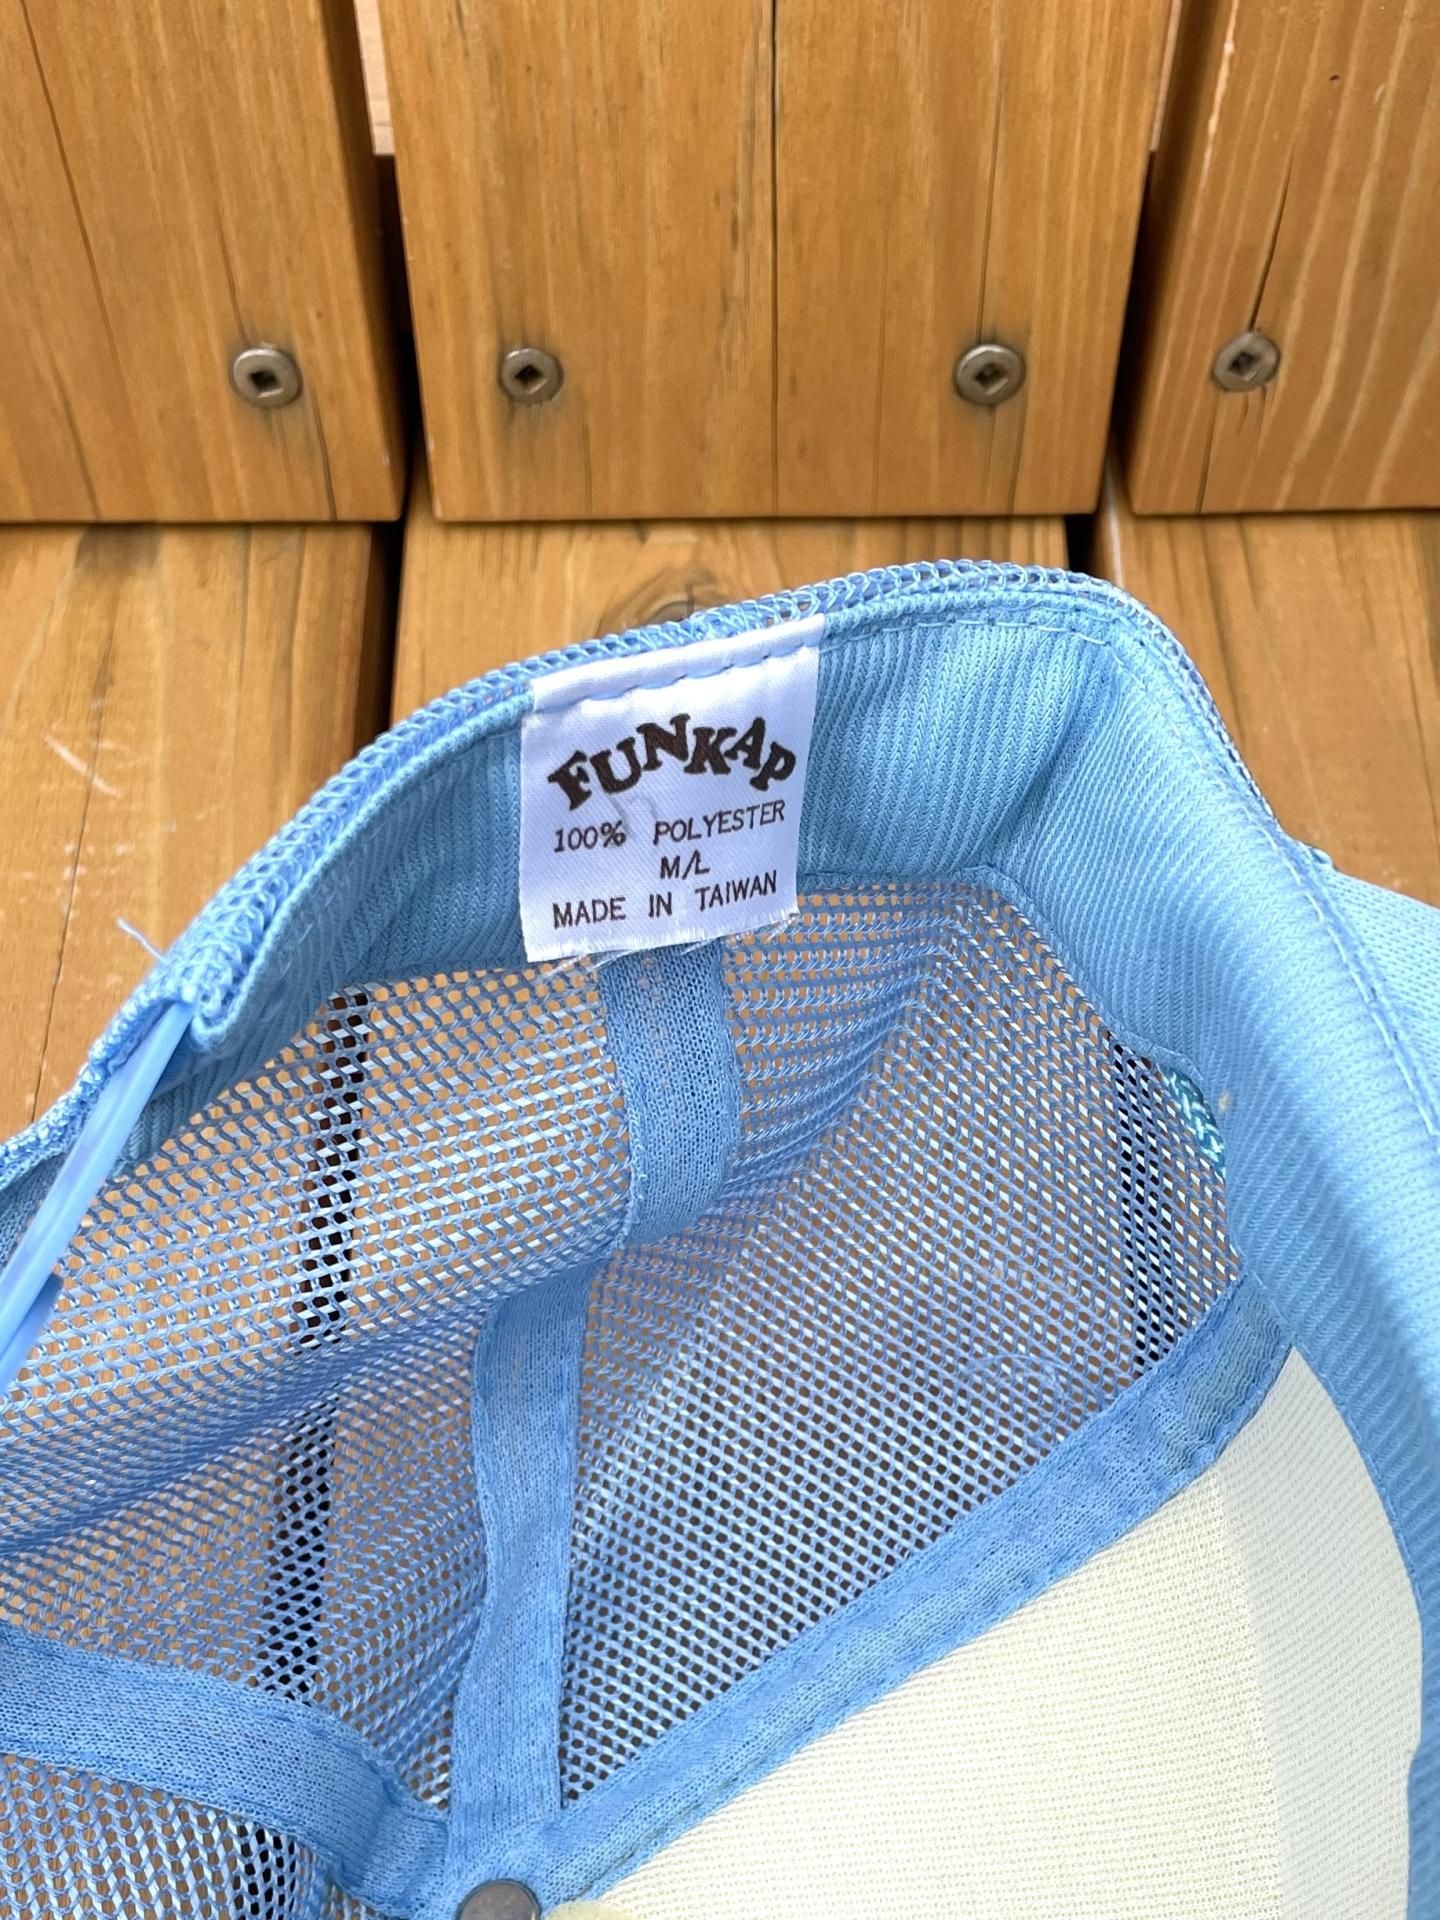 FUNKAP
100% POLYESTER
M/L
MADE IN TAIWAN